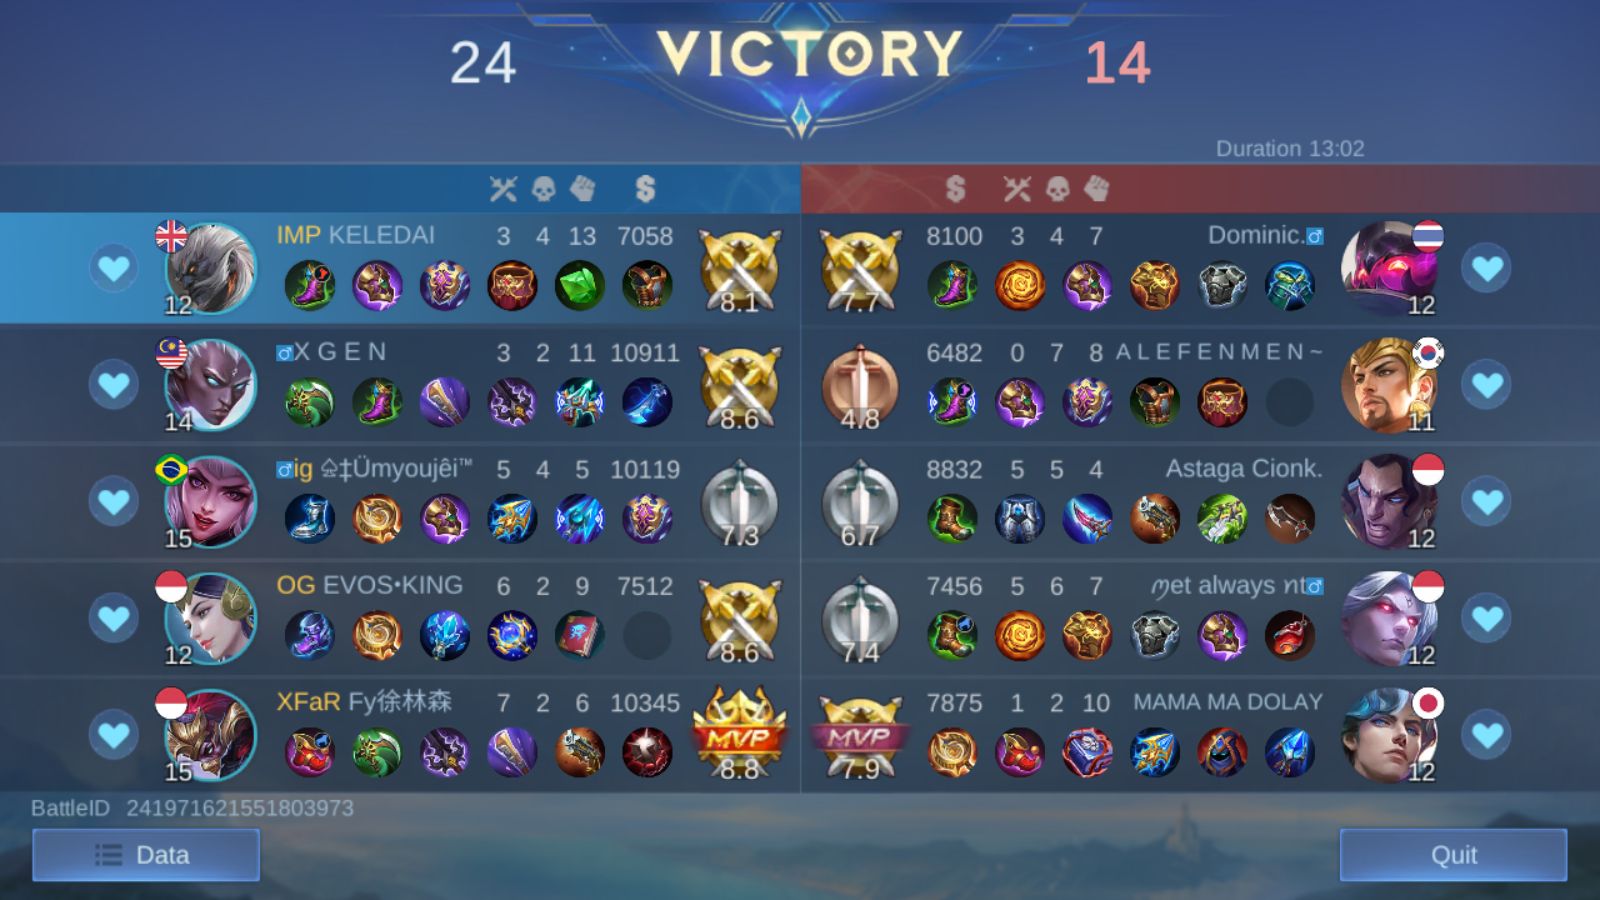 24 VICTORY 14
Duration 13:02
IMP KELEDAI 3 4 13 7058
12 8.1
8100 3 4 7 Dominic.♂
7.7 12
♂X G E N 3 2 11 10911
14 8.6
6482 0 7 8 A L E F E N M E N ~
4.8 11
♂ig ♤‡Ümyoujêi™ 5 4 5 10119
15 7.3
8832 5 5 4 Astaga Cionk.
6.7 12
OG EVOS•KING 6 2 9 7512
12 8.6
7456 5 6 7 ɱet always nt♂
7.4 12
XFaR Fy徐林森 7 2 6 10345
15 MVP 8.8
7875 1 2 10 MAMA MA DOLAY
MVP 7.9 12
BattleID 241971621551803973
Data
Quit